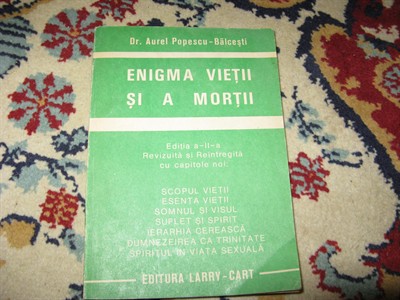 Dr. Aurel Popescu-Bălcești
ENIGMA VIEȚII
ȘI A MORȚII
Ediția a-II-a
Revizuită și Reîntregită
cu capitole noi:
SCOPUL VIEȚII
ESENȚA VIEȚII
SOMNUL ȘI VISUL
SUFLET ȘI SPIRIT
IERARHIA CEREASCĂ
DUMNEZEIREA CA TRINITATE
SPIRITUL ÎN VIAȚA SEXUALĂ
EDITURA LARRY-CART